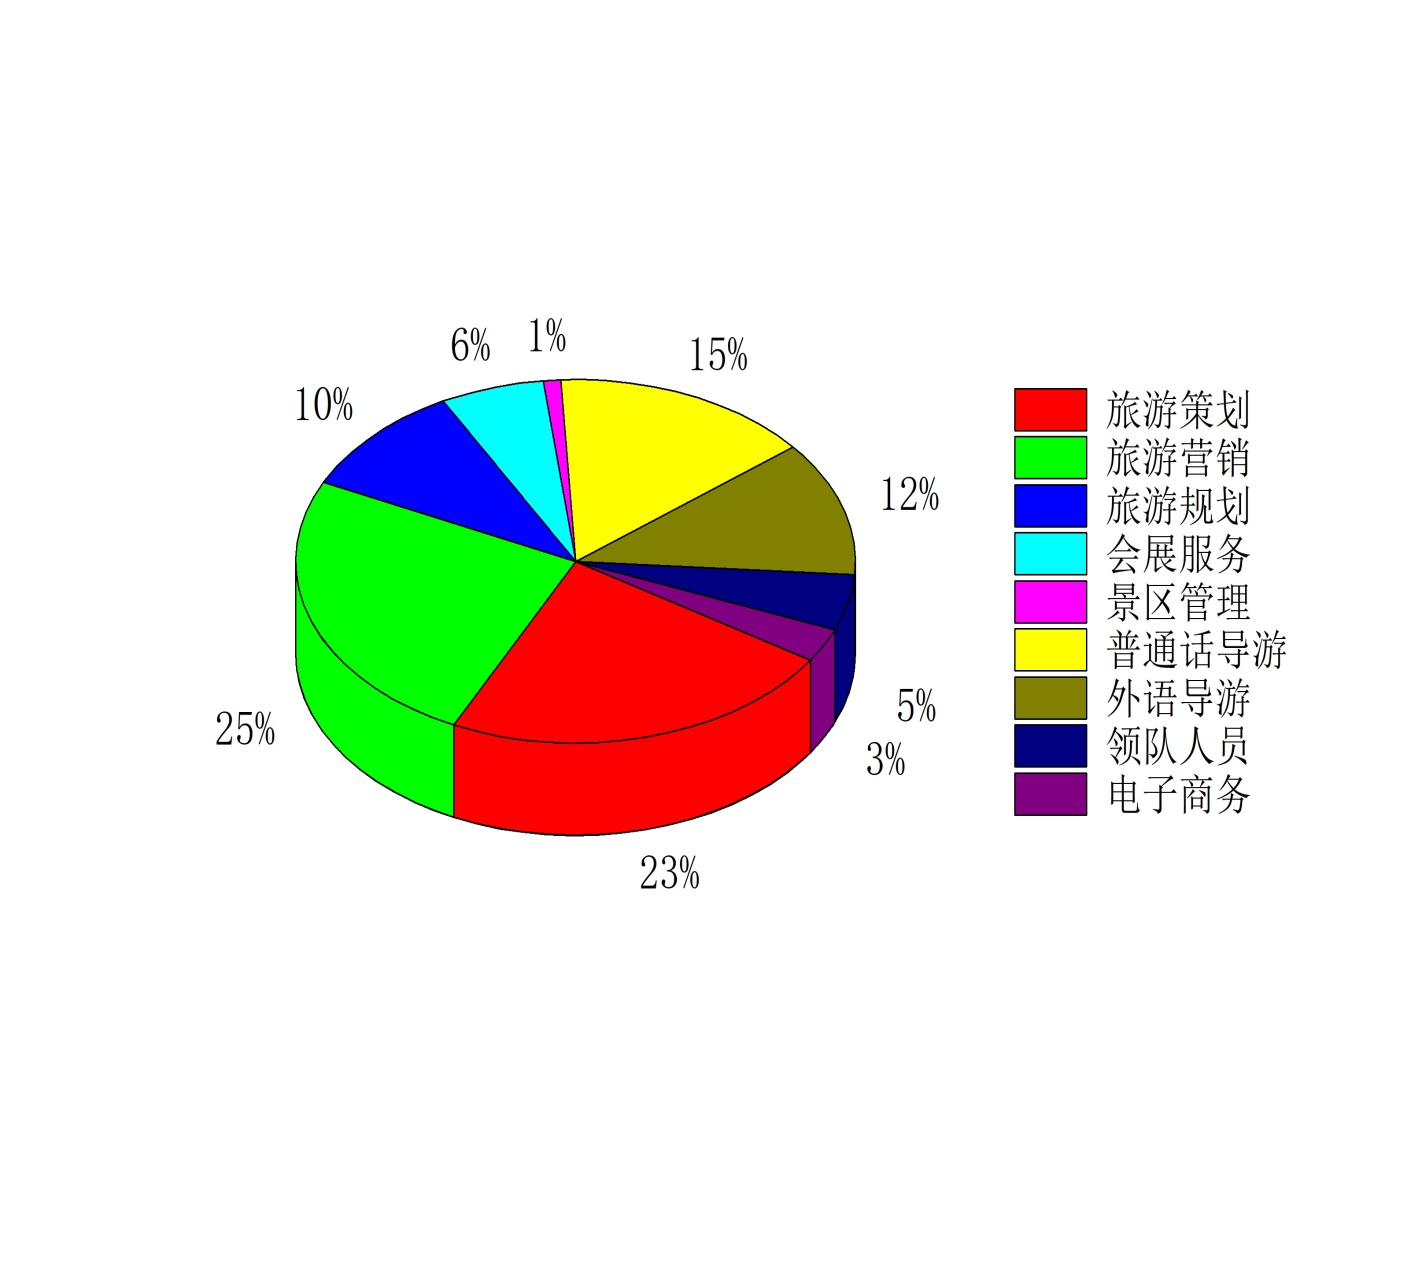 6%
1%
15%
10%
12%
25%
5%
3%
23%
旅游策划
旅游营销
旅游规划
会展服务
景区管理
普通话导游
外语导游
领队人员
电子商务